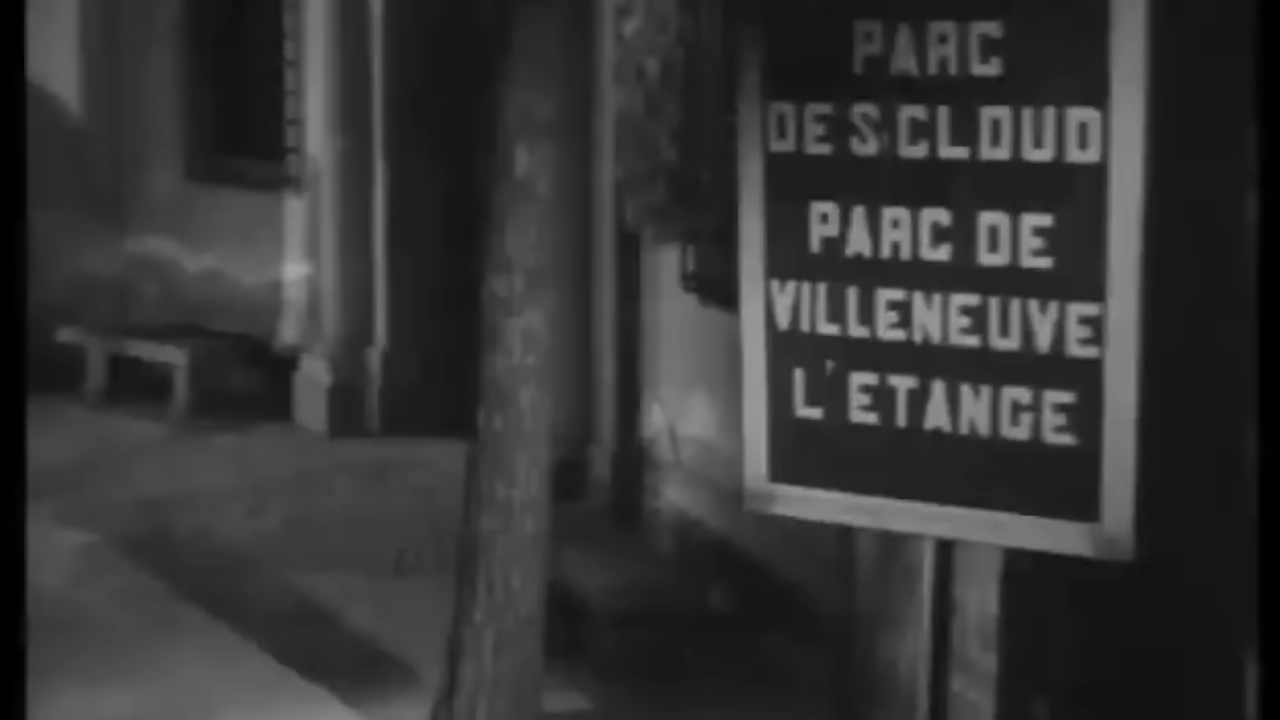 PARC
DE S.CLOUD
PARC DE
VILLENEUVE
L'ETANGE